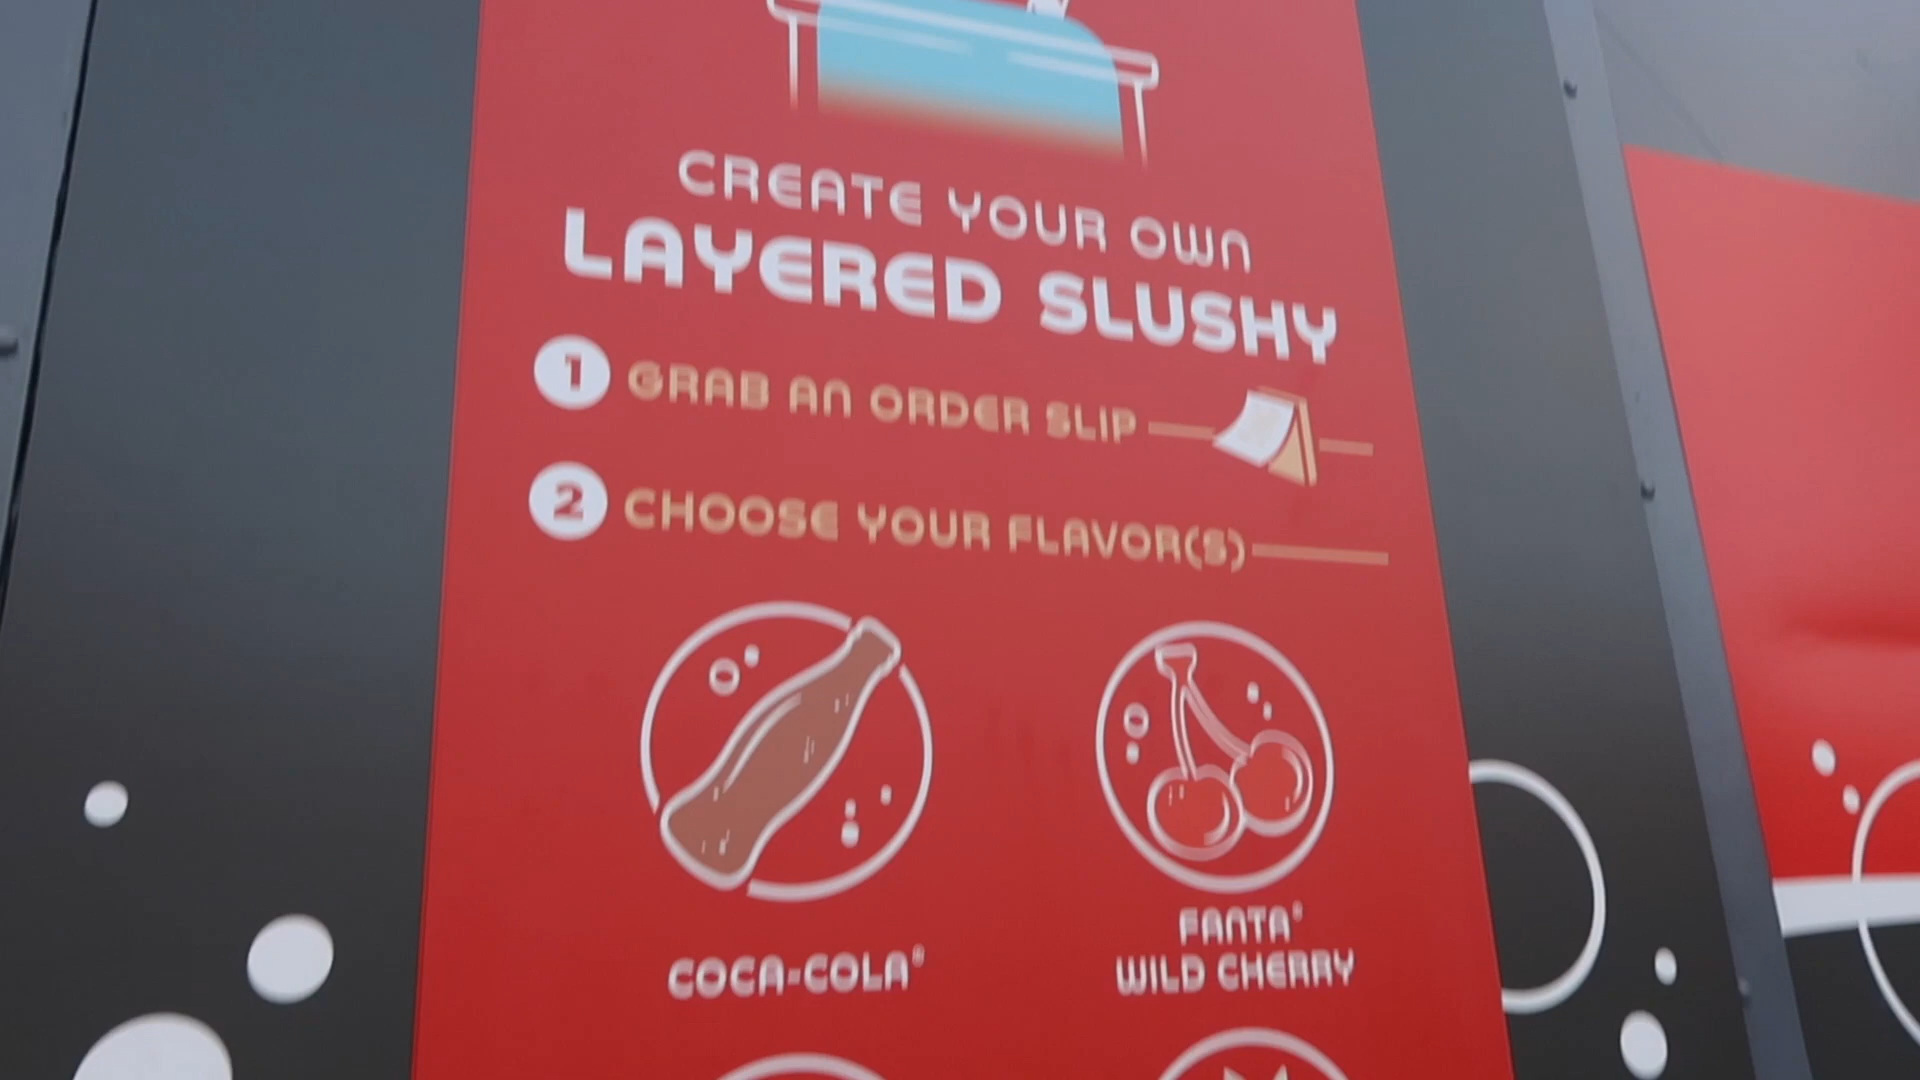 CREATE YOUR OWN
LAYERED SLUSHY
1 GRAB AN ORDER SLIP
2 CHOOSE YOUR FLAVOR(S)
COCA-COLA®
FANTA®
WILD CHERRY